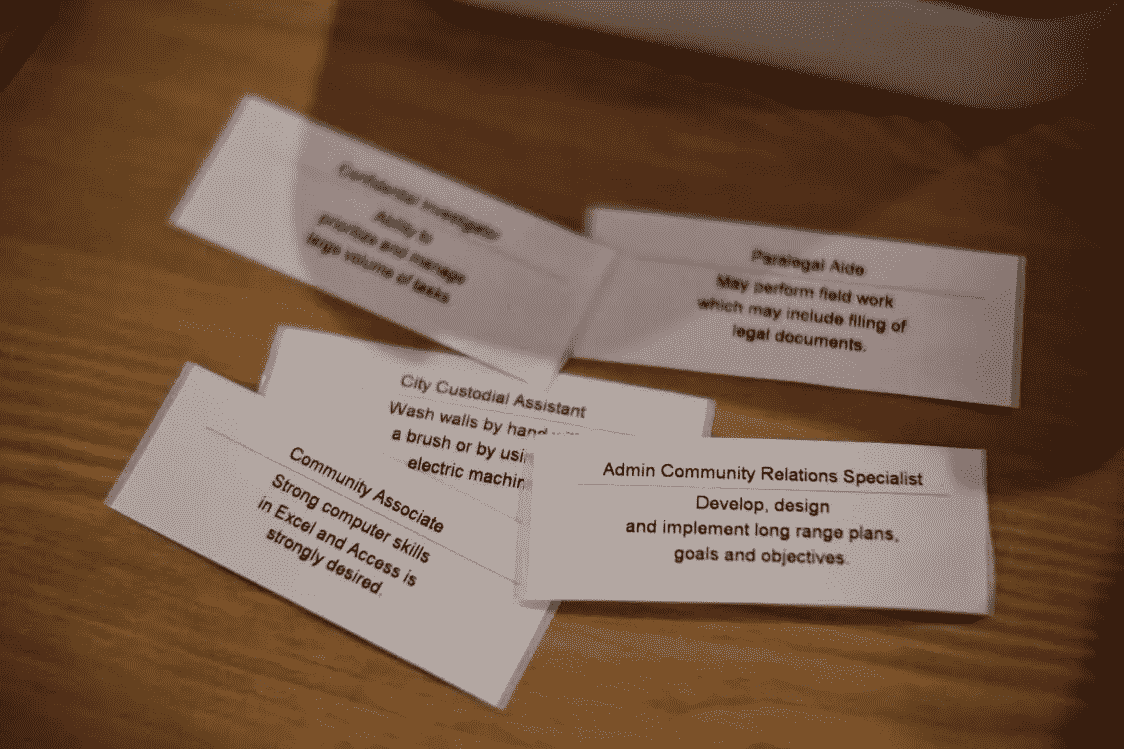 Confidential Investigator
Ability to
prioritize and manage
large volume of tasks
Paralegal Aide
May perform field work
which may include filing of
legal documents.
City Custodial Assistant
Wash walls by hand
a brush or by
electric
Community Associate
Strong computer skills
in Excel and Access is
strongly desired.
Admin Community Relations Specialist
Develop, design
and implement long range plans,
goals and objectives.